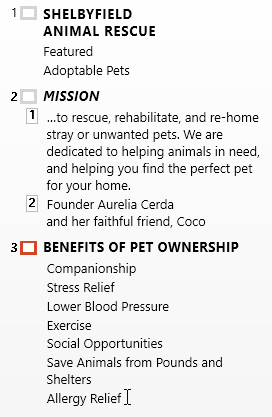 1 SHELBYFIELD
ANIMAL RESCUE
Featured
Adoptable Pets
2 MISSION
1 ...to rescue, rehabilitate, and re-home
stray or unwanted pets. We are
dedicated to helping animals in need,
and helping you find the perfect pet
for your home.
2 Founder Aurelia Cerda
and her faithful friend, Coco
3 BENEFITS OF PET OWNERSHIP
Companionship
Stress Relief
Lower Blood Pressure
Exercise
Social Opportunities
Save Animals from Pounds and
Shelters
Allergy Relief